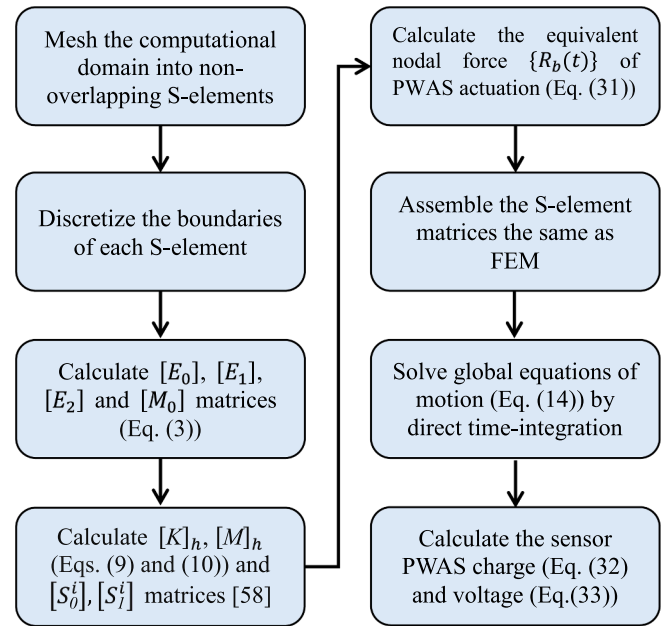 Mesh the computational
domain into non-
overlapping S-elements
Discretize the boundaries
of each S-element
Calculate [E₀], [E₁],
[E₂] and [M₀] matrices
(Eq. (3))
Calculate [K]ₕ, [M]ₕ
(Eqs. (9) and (10)) and
[S₀ⁱ], [S_Iⁱ] matrices [58]
Calculate the equivalent
nodal force {R_b(t)} of
PWAS actuation (Eq. (31))
Assemble the S-element
matrices the same as
FEM
Solve global equations of
motion (Eq. (14)) by
direct time-integration
Calculate the sensor
PWAS charge (Eq. (32)
and voltage (Eq.(33))